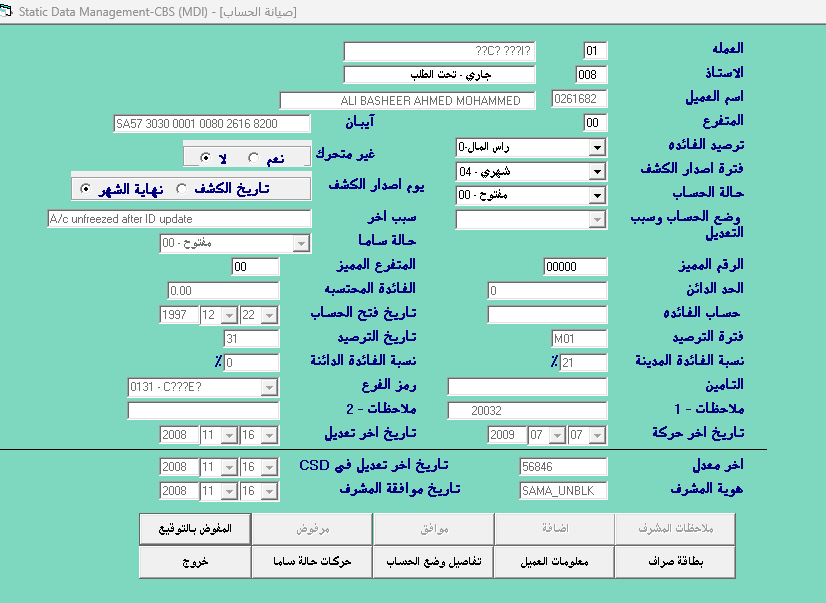 Static Data Management-CBS (MDI) - [صيانة الحساب]
العمله 01 ??C? ???I?
الاستاذ 008 جاري - تحت الطلب
اسم العميل 0261682 ALI BASHEER AHMED MOHAMMED
المتفرع 00 آيبان SA57 3030 0001 0080 2616 8200
ترصيد الفائده راس المال-0 غير متحرك نعم لا
فترة اصدار الكشف شهري - 04 يوم اصدار الكشف تاريخ الكشف نهاية الشهر
حالة الحساب مفتوح - 00
وضع الحساب وسبب التعديل سبب اخر A/c unfreezed after ID update
حالة ساما مفتوح - 00
الرقم المميز 00000 المتفرع المميز 00
الحد الدائن 0 الفائدة المحتسبه 0.00
حساب الفائده تاريخ فتح الحساب 22 12 1997
فترة الترصيد M01 تاريخ الترصيد 31
نسبة الفائدة المدينة 21 % نسبة الفائدة الدائنة 0 %
التامين رمز الفرع 0131 - C???E?
ملاحظات - 1 20032 ملاحظات - 2
تاريخ اخر حركة 07 07 2009 تاريخ اخر تعديل 16 11 2008
اخر معدل 56846 تاريخ اخر تعديل في CSD 16 11 2008
هوية المشرف SAMA_UNBLK تاريخ موافقة المشرف 16 11 2008
ملاحظات المشرف اضافة موافق مرفوض المفوض بالتوقيع
بطاقة صراف معلومات العميل تفاصيل وضع الحساب حركات حالة ساما خروج